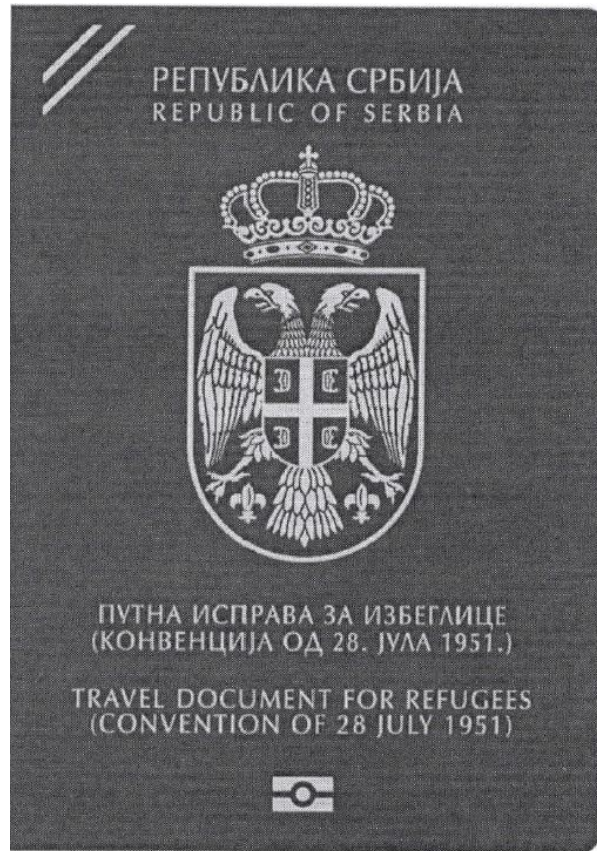 РЕПУБЛИКА СРБИЈА
REPUBLIC OF SERBIA
ПУТНА ИСПРАВА ЗА ИЗБЕГЛИЦЕ
(КОНВЕНЦИЈА ОД 28. ЈУЛА 1951.)
TRAVEL DOCUMENT FOR REFUGEES
(CONVENTION OF 28 JULY 1951)